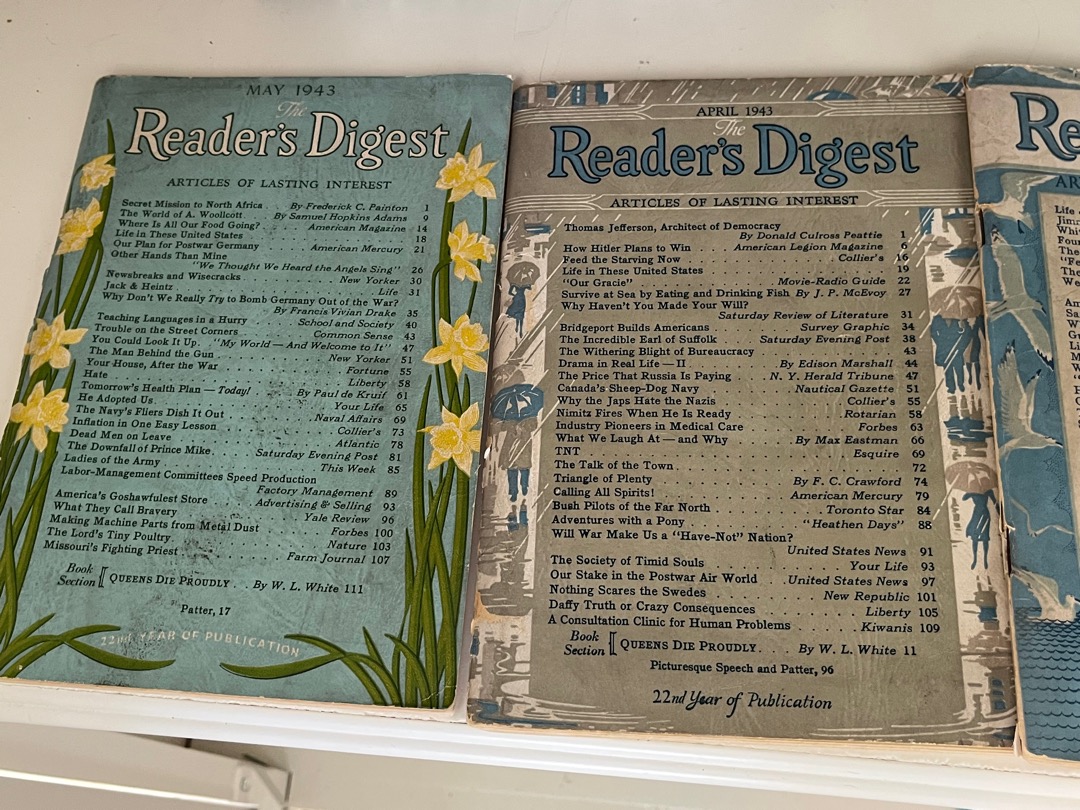 MAY 1943
The
Reader's Digest
ARTICLES OF LASTING INTEREST
Secret Mission to North Africa By Frederick C. Painton 1
The World of A. Woollcott By Samuel Hopkins Adams 9
Where Is All Our Food Going? American Magazine 14
Life in These United States . . . . 18
Our Plan for Postwar Germany American Mercury 21
Other Hands Than Mine
"We Thought We Heard the Angels Sing" 26
Newsbreaks and Wisecracks . . . New Yorker 30
Jack & Heintz . . . . Life 31
Why Don't We Really Try to Bomb Germany Out of the War?
By Francis Vivian Drake 35
Teaching Languages in a Hurry School and Society 40
Trouble on the Street Corners . . . Common Sense 43
You Could Look It Up. "My World — And Welcome to It" 47
The Man Behind the Gun . . . . New Yorker 51
Your House, After the War . . . . Fortune 55
Hate . . . . Liberty 58
Tomorrow's Health Plan — Today! By Paul de Kruif 61
He Adopted Us . . . . Your Life 65
The Navy's Fliers Dish It Out . . . Naval Affairs 69
Inflation in One Easy Lesson . . . . Collier's 73
Dead Men on Leave . . . . Atlantic 78
The Downfall of Prince Mike. . Saturday Evening Post 81
Ladies of the Army . . . . This Week 85
Labor-Management Committees Speed Production
Factory Management 89
America's Goshawfulest Store . Advertising & Selling 93
What They Call Bravery . . . . Yale Review 96
Making Machine Parts from Metal Dust Forbes 100
The Lord's Tiny Poultry. . . . Nature 103
Missouri's Fighting Priest . . . . Farm Journal 107
Book
Section [ QUEENS DIE PROUDLY . . By W. L. White 111
Patter, 17
22nd YEAR OF PUBLICATION
APRIL 1943
The
Reader's Digest
ARTICLES OF LASTING INTEREST
Thomas Jefferson, Architect of Democracy
By Donald Culross Peattie 1
How Hitler Plans to Win . . . American Legion Magazine 6
Feed the Starving Now . . . . Collier's 16
Life in These United States . . . . 19
"Our Gracie" . . . . Movie-Radio Guide 22
Survive at Sea by Eating and Drinking Fish By J. P. McEvoy 27
Why Haven't You Made Your Will?
Saturday Review of Literature 31
Bridgeport Builds Americans . . . . Survey Graphic 34
The Incredible Earl of Suffolk . Saturday Evening Post 38
The Withering Blight of Bureaucracy . . . . 43
Drama in Real Life — II . . . . By Edison Marshall 44
The Price That Russia Is Paying . . . N. Y. Herald Tribune 47
Canada's Sheep-Dog Navy . . . . Nautical Gazette 51
Why the Japs Hate the Nazis . . . . Collier's 55
Nimitz Fires When He Is Ready . . . . Rotarian 58
Industry Pioneers in Medical Care . . . . Forbes 63
What We Laugh At — and Why . . . By Max Eastman 66
TNT . . . . Esquire 69
The Talk of the Town . . . . 72
Triangle of Plenty . . . . By F. C. Crawford 74
Calling All Spirits! . . . . American Mercury 79
Bush Pilots of the Far North . . . . Toronto Star 84
Adventures with a Pony . . . . "Heathen Days" 88
Will War Make Us a "Have-Not" Nation?
United States News 91
The Society of Timid Souls . . . . Your Life 93
Our Stake in the Postwar Air World . . United States News 97
Nothing Scares the Swedes . . . . New Republic 101
Daffy Truth or Crazy Consequences . . . . Liberty 105
A Consultation Clinic for Human Problems . . . . Kiwanis 109
Book
Section [ QUEENS DIE PROUDLY. . . By W. L. White 11
Picturesque Speech and Patter, 96
22nd Year of Publication
Life